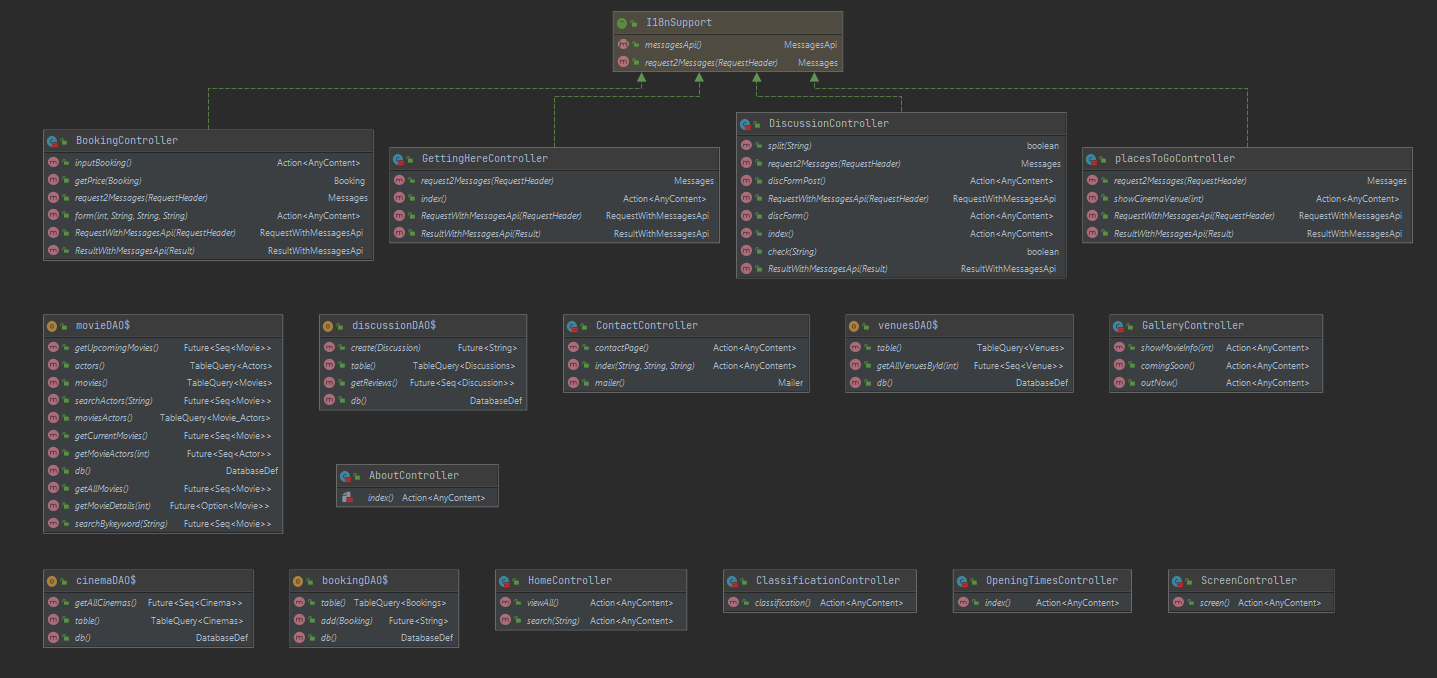 I18nSupport
messagesApi() MessagesApi
request2Messages(RequestHeader) Messages
BookingController
inputBooking() Action<AnyContent>
getPrice(Booking) Booking
request2Messages(RequestHeader) Messages
form(int, String, String, String) Action<AnyContent>
RequestWithMessagesApi(RequestHeader) RequestWithMessagesApi
ResultWithMessagesApi(Result) ResultWithMessagesApi
GettingHereController
request2Messages(RequestHeader) Messages
index() Action<AnyContent>
RequestWithMessagesApi(RequestHeader) RequestWithMessagesApi
ResultWithMessagesApi(Result) ResultWithMessagesApi
DiscussionController
split(String) boolean
request2Messages(RequestHeader) Messages
discFormPost() Action<AnyContent>
RequestWithMessagesApi(RequestHeader) RequestWithMessagesApi
discForm() Action<AnyContent>
index() Action<AnyContent>
check(String) boolean
ResultWithMessagesApi(Result) ResultWithMessagesApi
placesToGoController
request2Messages(RequestHeader) Messages
showCinemaVenue(int) Action<AnyContent>
RequestWithMessagesApi(RequestHeader) RequestWithMessagesApi
ResultWithMessagesApi(Result) ResultWithMessagesApi
movieDAO$
getUpcomingMovies() Future<Seq<Movie>>
actors() TableQuery<Actors>
movies() TableQuery<Movies>
searchActors(String) Future<Seq<Movie>>
moviesActors() TableQuery<Movie_Actors>
getCurrentMovies() Future<Seq<Movie>>
getMovieActors(int) Future<Seq<Actor>>
db() DatabaseDef
getAllMovies() Future<Seq<Movie>>
getMovieDetails(int) Future<Option<Movie>>
searchBykeyword(String) Future<Seq<Movie>>
discussionDAO$
create(Discussion) Future<String>
table() TableQuery<Discussions>
getReviews() Future<Seq<Discussion>>
db() DatabaseDef
ContactController
contactPage() Action<AnyContent>
index(String, String, String) Action<AnyContent>
mailer() Mailer
venuesDAO$
table() TableQuery<Venues>
getAllVenuesById(int) Future<Seq<Venue>>
db() DatabaseDef
GalleryController
showMovieInfo(int) Action<AnyContent>
comingSoon() Action<AnyContent>
outNow() Action<AnyContent>
AboutController
index() Action<AnyContent>
cinemaDAO$
getAllCinemas() Future<Seq<Cinema>>
table() TableQuery<Cinemas>
db() DatabaseDef
bookingDAO$
table() TableQuery<Bookings>
add(Booking) Future<String>
db() DatabaseDef
HomeController
viewAll() Action<AnyContent>
search(String) Action<AnyContent>
ClassificationController
classification() Action<AnyContent>
OpeningTimesController
index() Action<AnyContent>
ScreenController
screen() Action<AnyContent>